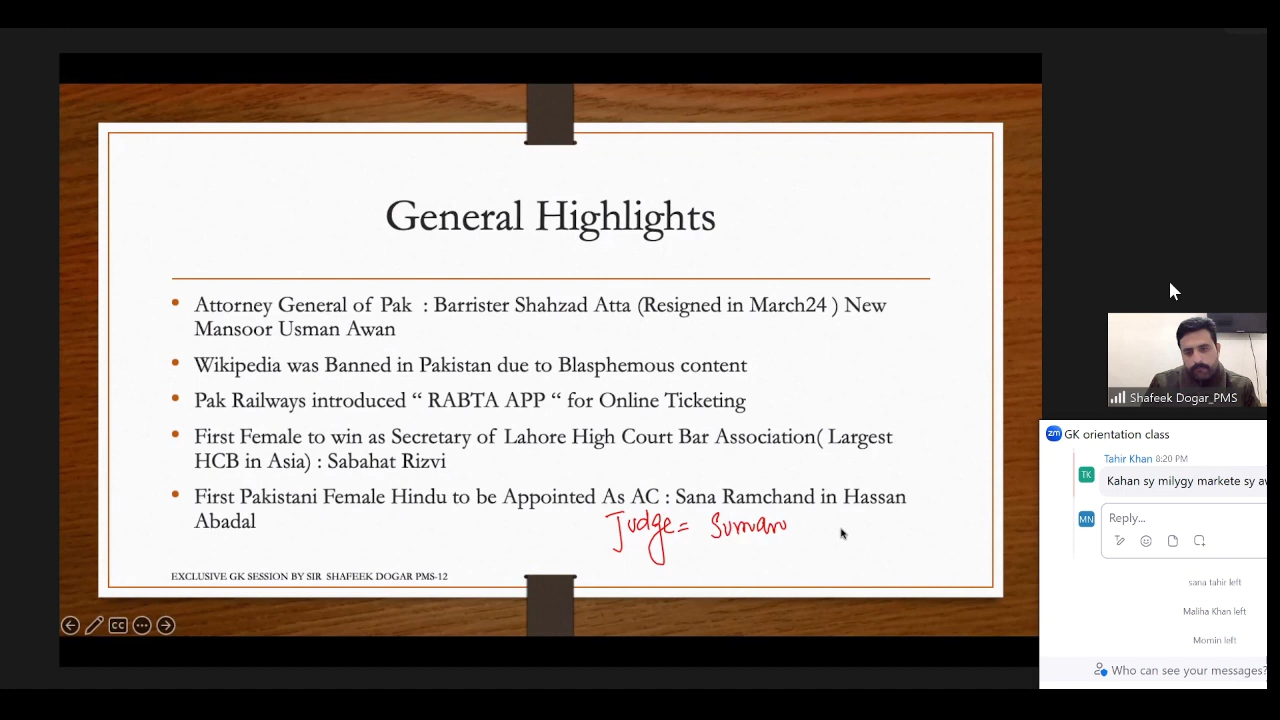 General Highlights
• Attorney General of Pak : Barrister Shahzad Atta (Resigned in March24 ) New
Mansoor Usman Awan
• Wikipedia was Banned in Pakistan due to Blasphemous content
• Pak Railways introduced “ RABTA APP “ for Online Ticketing
• First Female to win as Secretary of Lahore High Court Bar Association( Largest
HCB in Asia) : Sabahat Rizvi
• First Pakistani Female Hindu to be Appointed As AC : Sana Ramchand in Hassan
Abadal
Judge= Suman
EXCLUSIVE GK SESSION BY SIR SHAFEEK DOGAR PMS-12
CC
Shafeek Dogar_PMS
zm GK orientation class
Tahir Khan 8:20 PM
TK Kahan sy milygy markete sy aw
MN Reply...
sana tahir left
Maliha Khan left
Momin left
Who can see your messages?